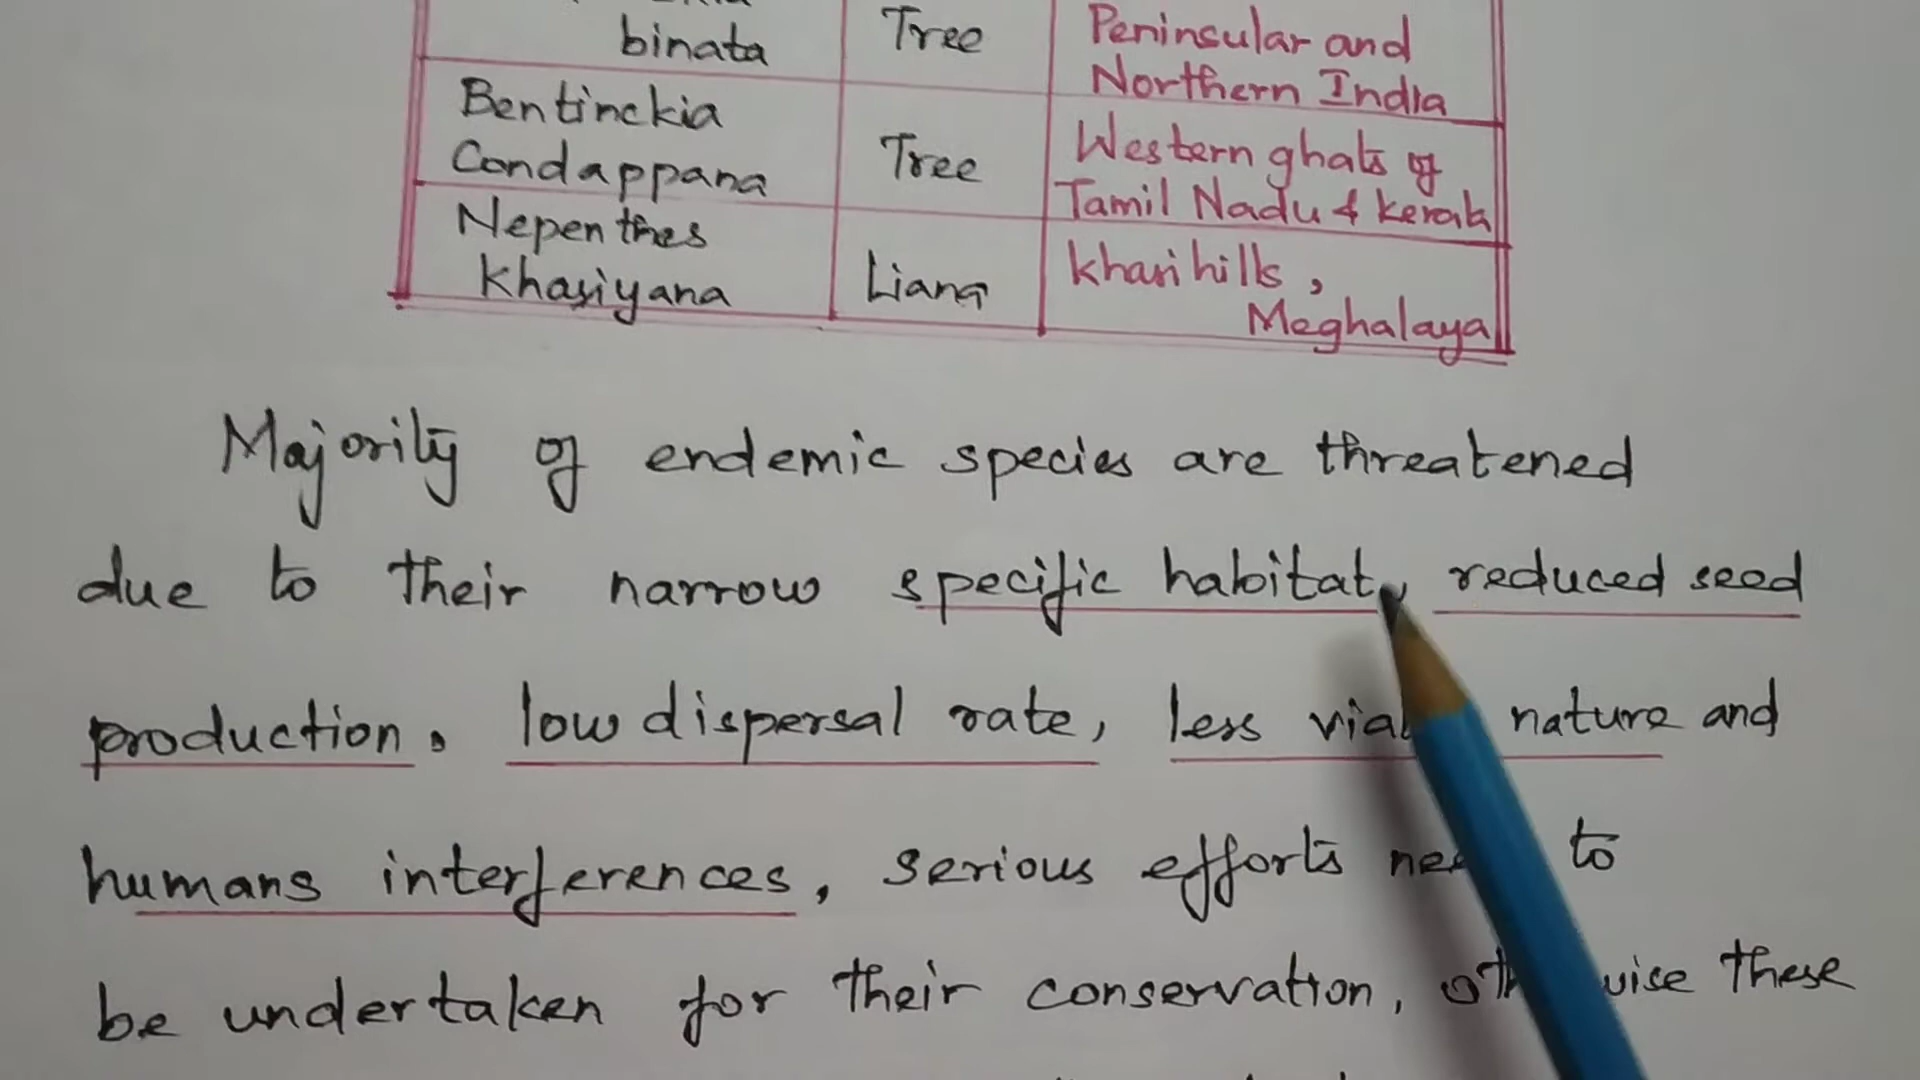 binata Tree Peninsular and
Northern India
Bentinckia
Condappana Tree Western ghats of
Tamil Nadu & kerala
Nepenthes
Khasiyana Liana Khasi hills,
Meghalaya
Majority of endemic species are threatened
due to their narrow specific habitat, reduced seed
production. low dispersal rate, less nature and
humans interferences, serious efforts to
be undertaken for their conservation, these